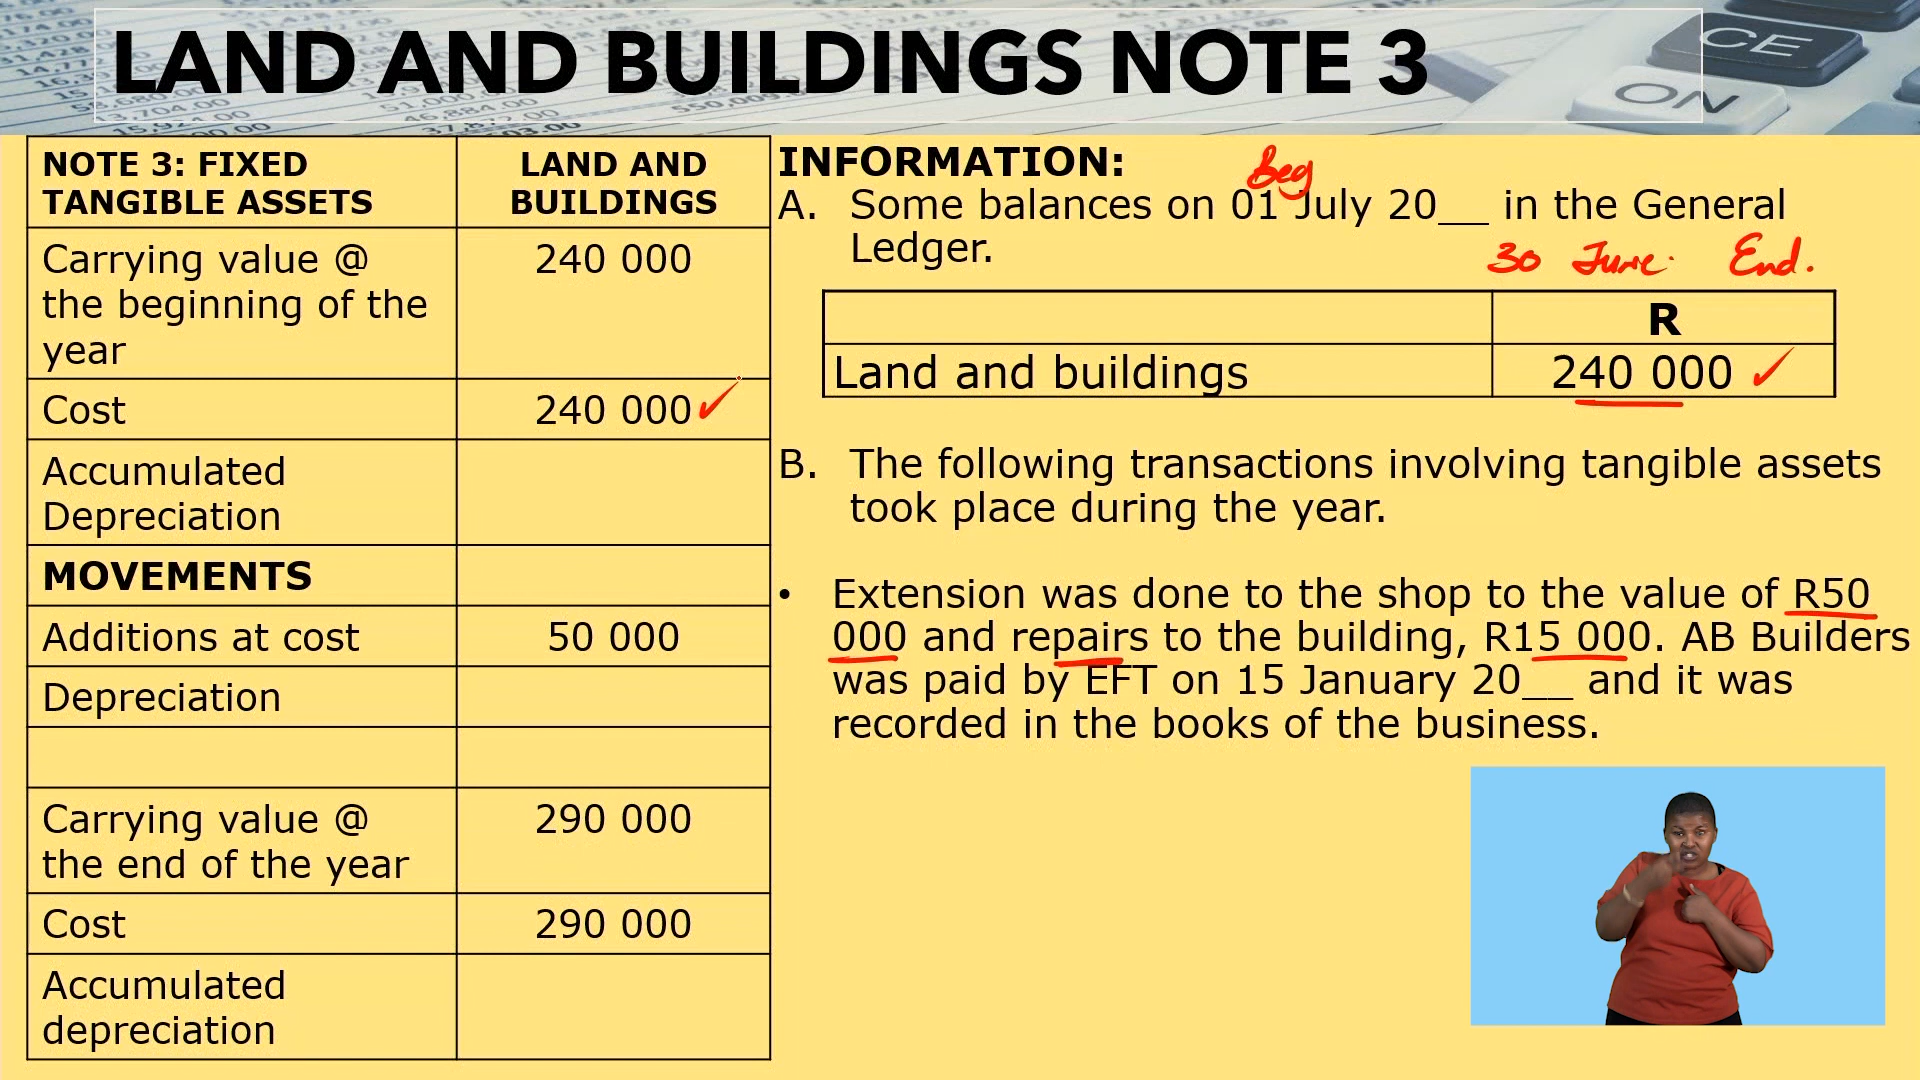 LAND AND BUILDINGS NOTE 3
CE
ON
NOTE 3: FIXED
TANGIBLE ASSETS
LAND AND
BUILDINGS
Carrying value @
the beginning of the
year
240 000
Cost
240 000
Accumulated
Depreciation
MOVEMENTS
Additions at cost
50 000
Depreciation
Carrying value @
the end of the year
290 000
Cost
290 000
Accumulated
depreciation
INFORMATION:
Beg
A. Some balances on 01 July 20__ in the General
Ledger.
30 June. End.
R
Land and buildings
240 000
B. The following transactions involving tangible assets
took place during the year.
• Extension was done to the shop to the value of R50
000 and repairs to the building, R15 000. AB Builders
was paid by EFT on 15 January 20__ and it was
recorded in the books of the business.